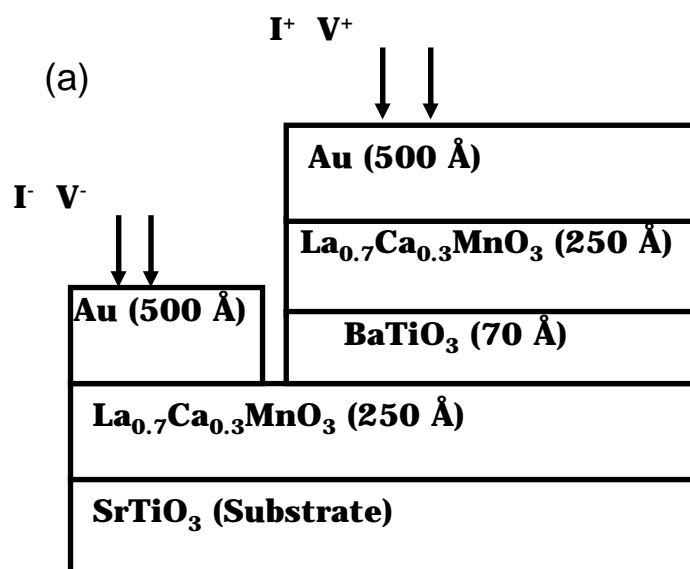 I⁺ V⁺
(a)
Au (500 Å)
I⁻ V⁻
La₀.₇Ca₀.₃MnO₃ (250 Å)
Au (500 Å)
BaTiO₃ (70 Å)
La₀.₇Ca₀.₃MnO₃ (250 Å)
SrTiO₃ (Substrate)